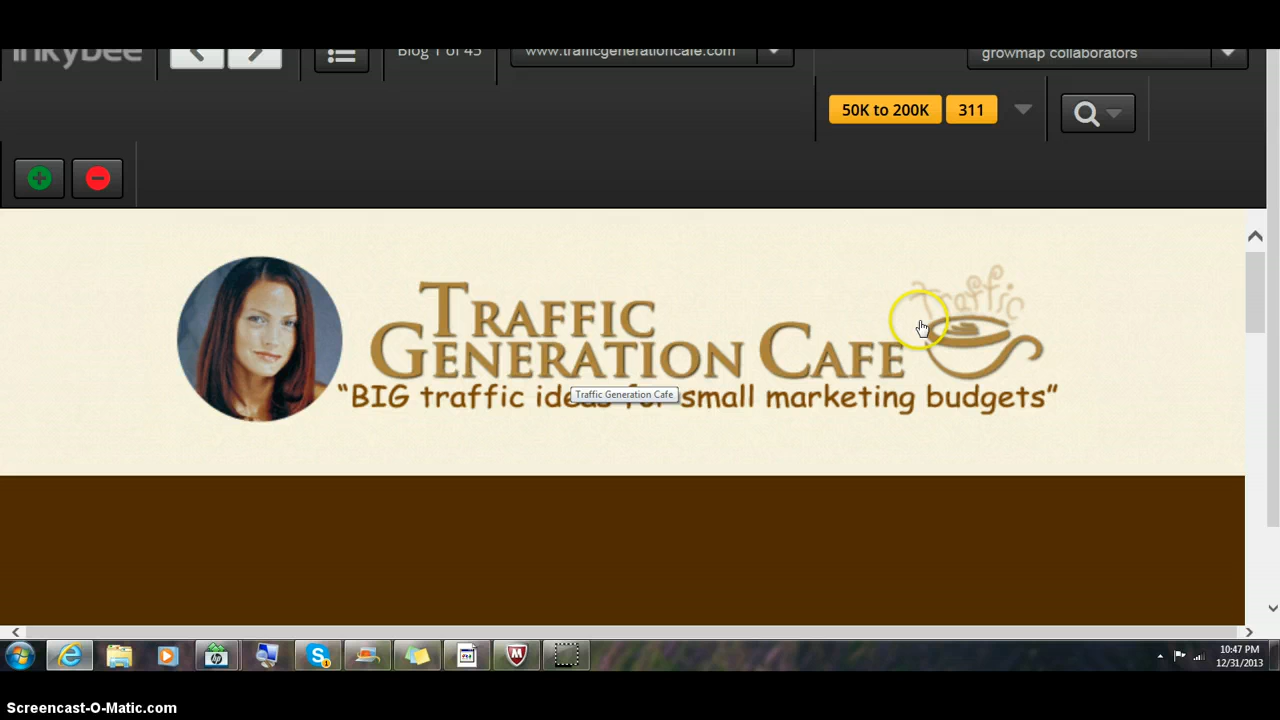 inkybee
Blog 1 of 45
www.trafficgenerationcafe.com
growmap collaborators
50K to 200K 311
Traffic
TRAFFIC
GENERATION CAFE
"BIG traffic ideas for small marketing budgets"
Traffic Generation Cafe
10:47 PM
12/31/2013
Screencast-O-Matic.com